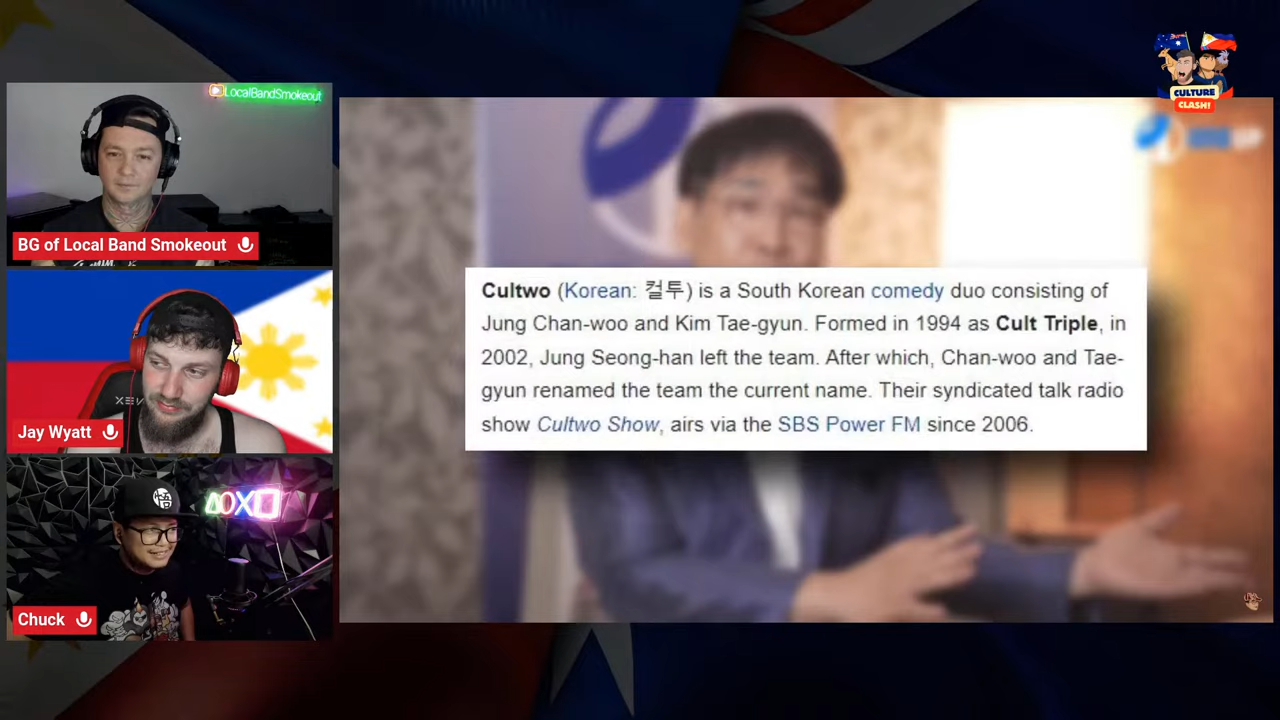 LocalBandSmokeout
BG of Local Band Smokeout
Jay Wyatt
Chuck
CULTURE
CLASH!
Cultwo (Korean: 컬투) is a South Korean comedy duo consisting of
Jung Chan-woo and Kim Tae-gyun. Formed in 1994 as Cult Triple, in
2002, Jung Seong-han left the team. After which, Chan-woo and Tae-
gyun renamed the team the current name. Their syndicated talk radio
show Cultwo Show, airs via the SBS Power FM since 2006.